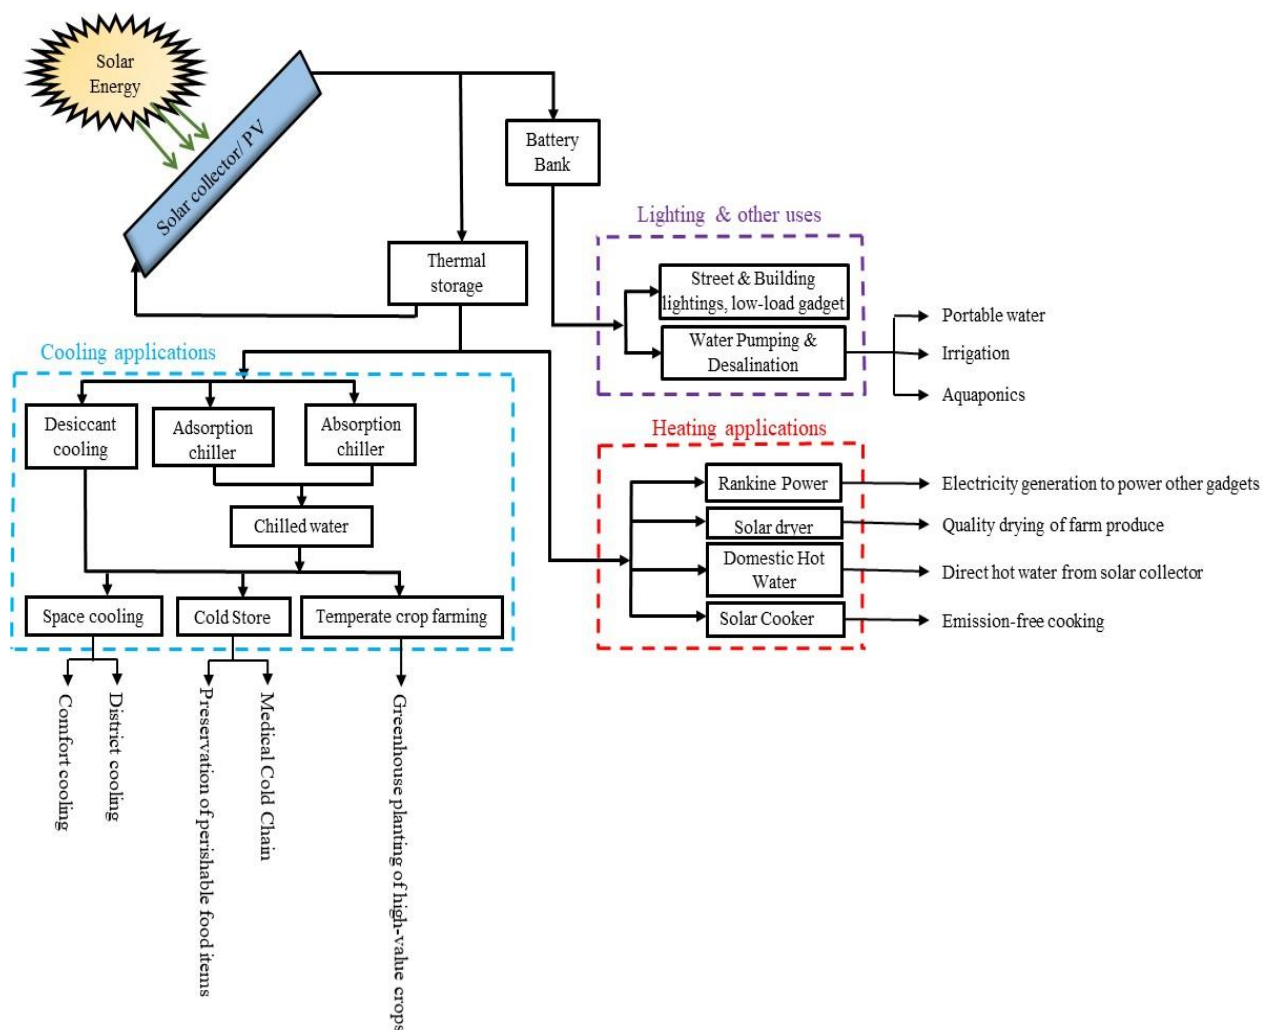 Solar
Energy
Solar collector/ PV
Battery
Bank
Thermal
storage
Lighting & other uses
Street & Building
lightings, low-load gadget
Water Pumping &
Desalination
Portable water
Irrigation
Aquaponics
Cooling applications
Desiccant
cooling
Adsorption
chiller
Absorption
chiller
Chilled water
Space cooling
Cold Store
Temperate crop farming
Comfort cooling
District cooling
Preservation of perishable food items
Medical Cold Chain
Greenhouse planting of high-value crops
Heating applications
Rankine Power
Solar dryer
Domestic Hot
Water
Solar Cooker
Electricity generation to power other gadgets
Quality drying of farm produce
Direct hot water from solar collector
Emission-free cooking